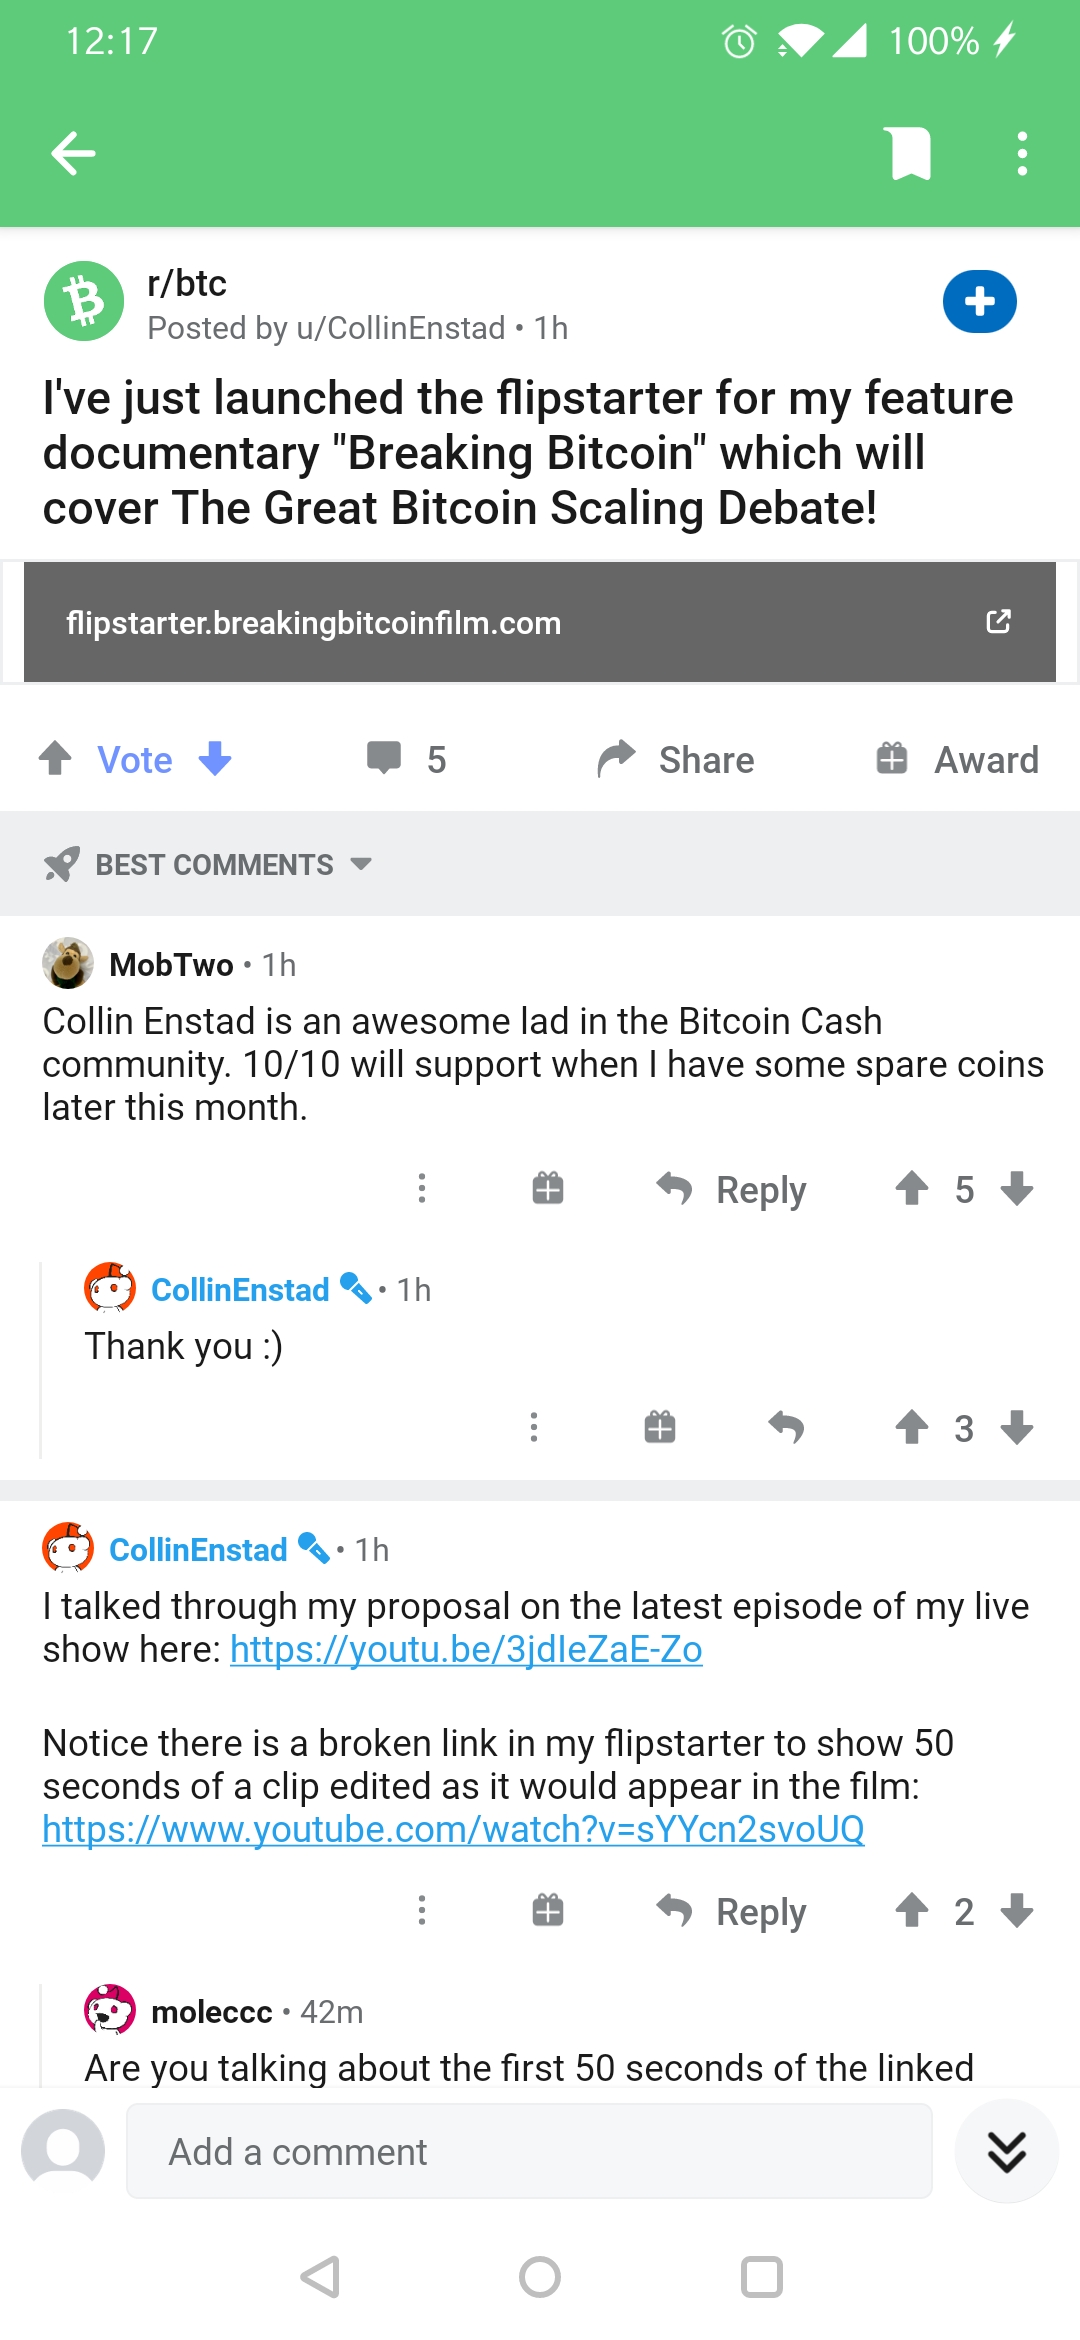 12:17
100%
r/btc
Posted by u/CollinEnstad • 1h
I've just launched the flipstarter for my feature
documentary "Breaking Bitcoin" which will
cover The Great Bitcoin Scaling Debate!
flipstarter.breakingbitcoinfilm.com
Vote
5
Share
Award
BEST COMMENTS
MobTwo • 1h
Collin Enstad is an awesome lad in the Bitcoin Cash
community. 10/10 will support when I have some spare coins
later this month.
Reply
5
CollinEnstad • 1h
Thank you :)
3
CollinEnstad • 1h
I talked through my proposal on the latest episode of my live
show here: https://youtu.be/3jdIeZaE-Zo
Notice there is a broken link in my flipstarter to show 50
seconds of a clip edited as it would appear in the film:
https://www.youtube.com/watch?v=sYYcn2svoUQ
Reply
2
moleccc • 42m
Are you talking about the first 50 seconds of the linked
Add a comment